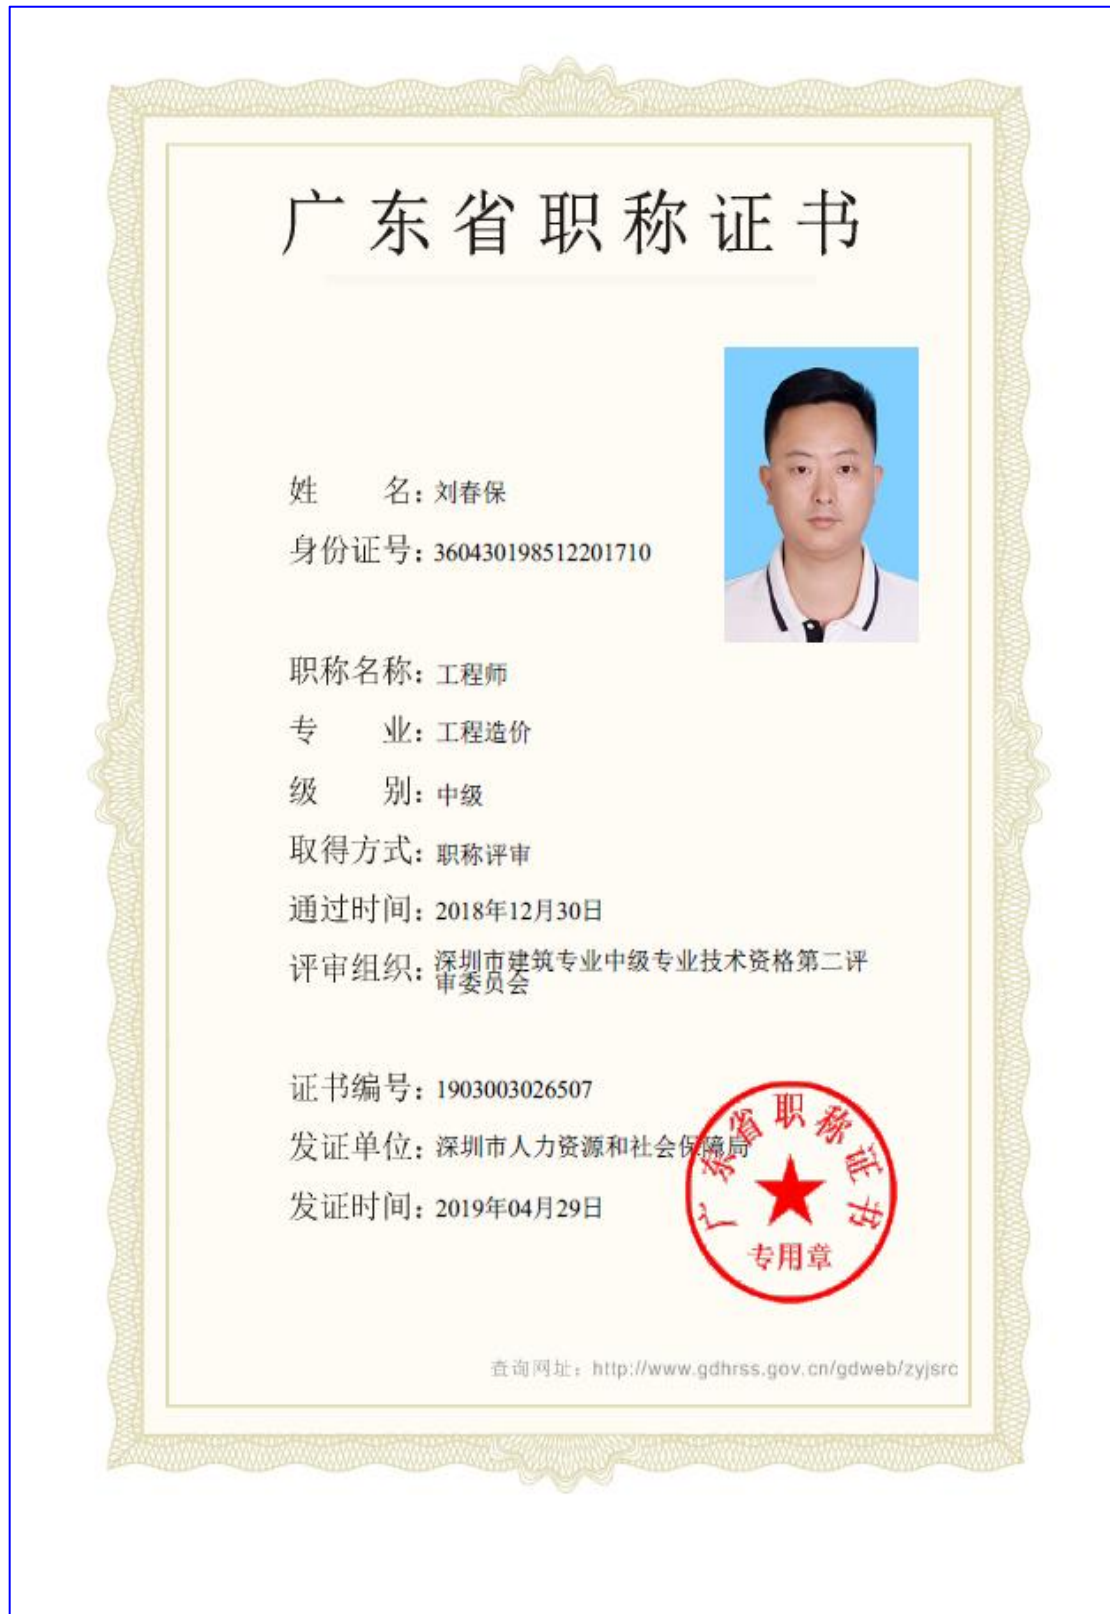 广东省职称证书
姓 名：刘春保
身份证号：360430198512201710
职称名称：工程师
专 业：工程造价
级 别：中级
取得方式：职称评审
通过时间：2018年12月30日
评审组织：深圳市建筑专业中级专业技术资格第二评
审委员会
证书编号：1903003026507
发证单位：深圳市人力资源和社会保障局
发证时间：2019年04月29日
广东省职称证书
专用章
查询网址：http://www.gdhrss.gov.cn/gdweb/zyjsrc